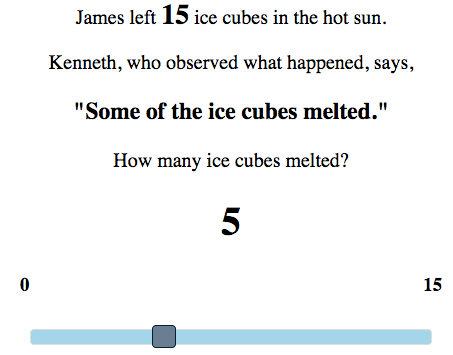 James left 15 ice cubes in the hot sun.
Kenneth, who observed what happened, says,
"Some of the ice cubes melted."
How many ice cubes melted?
5
0 15